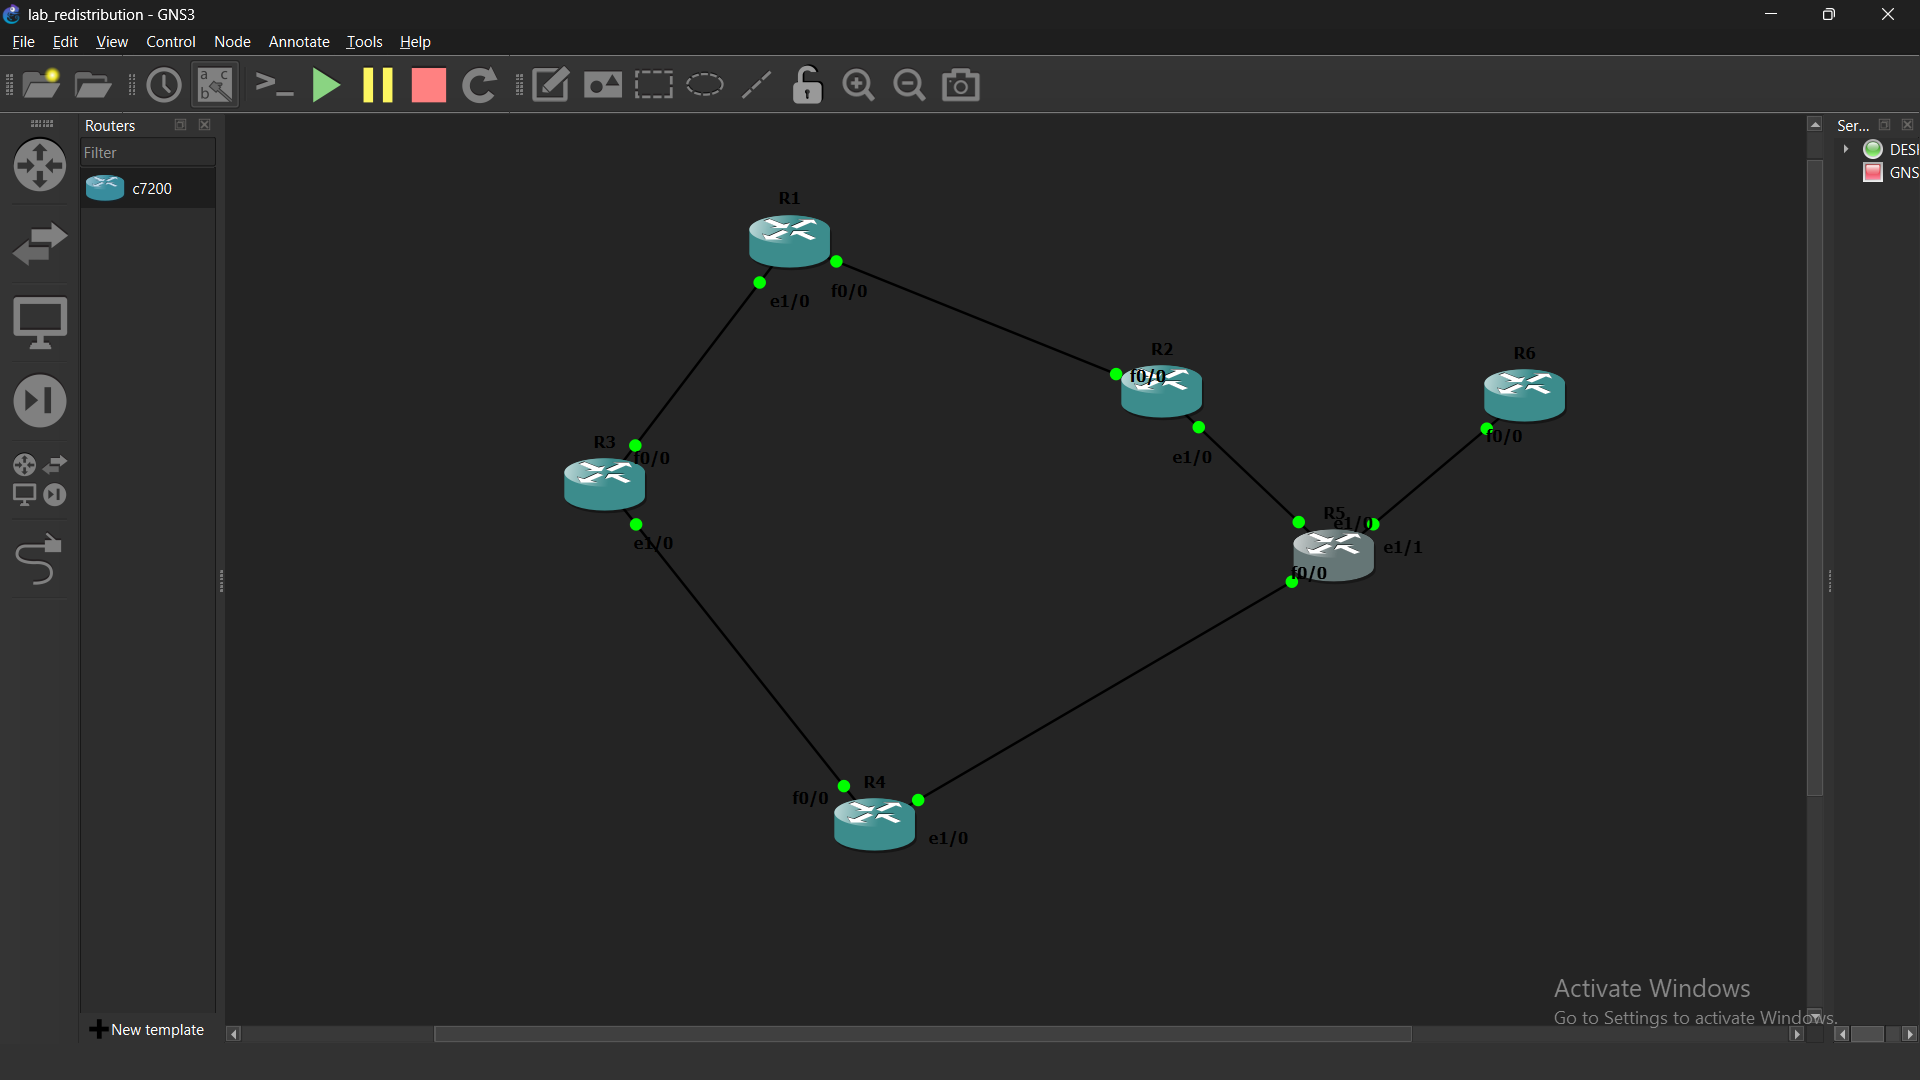 lab_redistribution - GNS3
File Edit View Control Node Annotate Tools Help
a c
b
Routers
Filter
c7200
New template
R1
e1/0
f0/0
R2
f0/0
e1/0
R6
f0/0
R3
f0/0
e1/0
R5
e1/0
e1/1
f0/0
R4
f0/0
e1/0
Ser...
DESI
GNS
Activate Windows
Go to Settings to activate Windows.